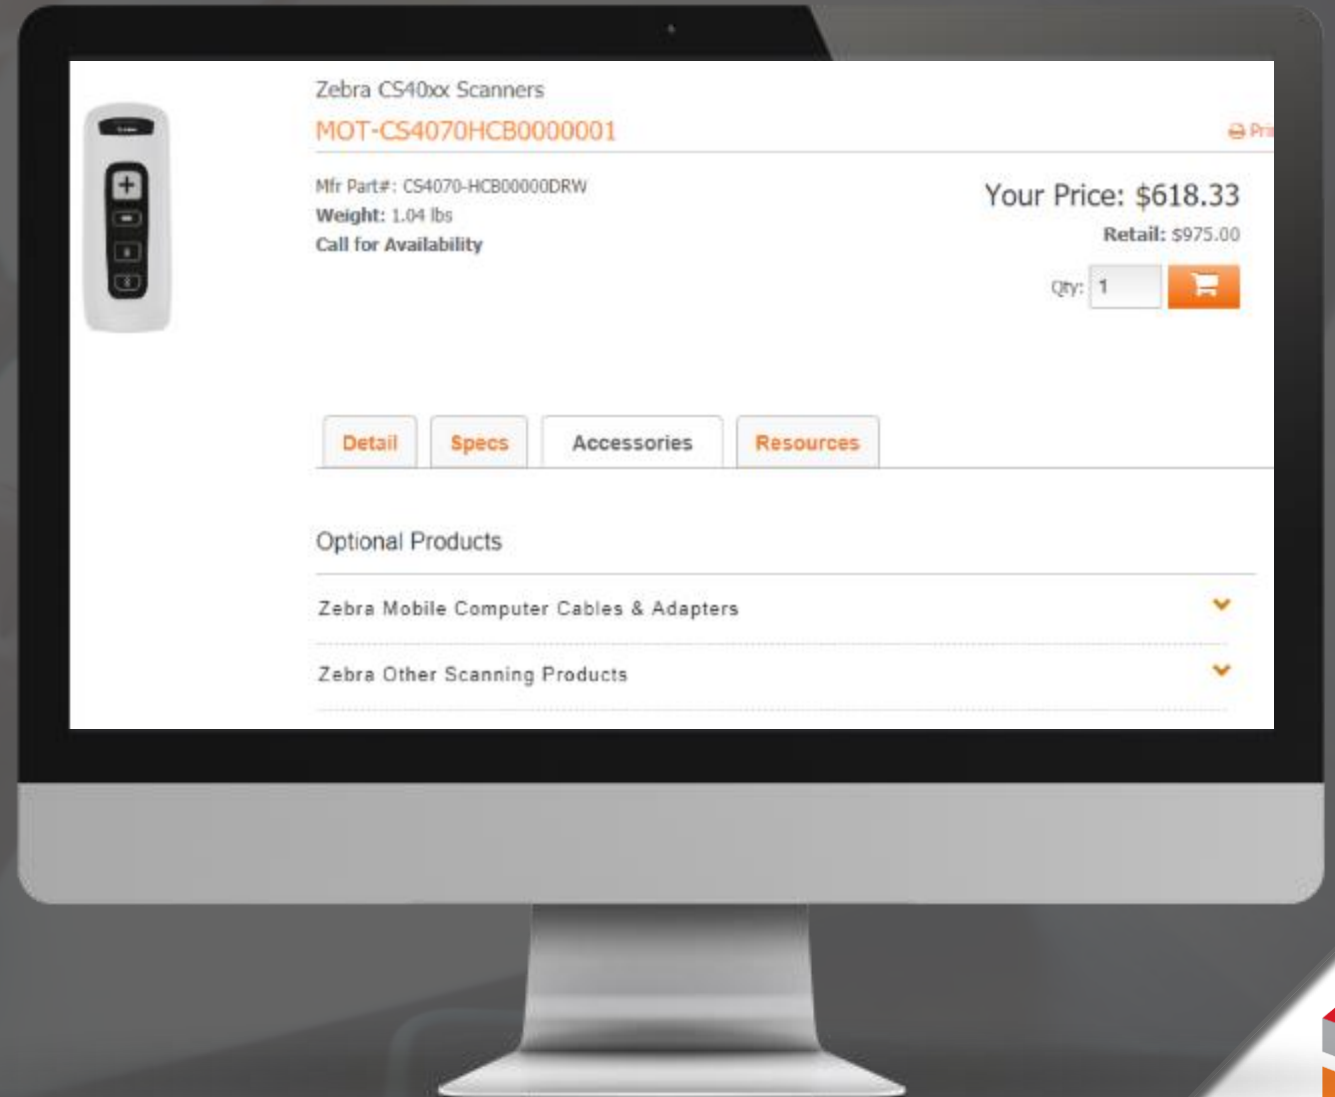 Zebra CS40xx Scanners
MOT-CS4070HCB0000001
Mfr Part#: CS4070-HCB00000DRW
Weight: 1.04 lbs
Call for Availability
Your Price: $618.33
Retail: $975.00
Qty: 1
Detail
Specs
Accessories
Resources
Optional Products
Zebra Mobile Computer Cables & Adapters
Zebra Other Scanning Products